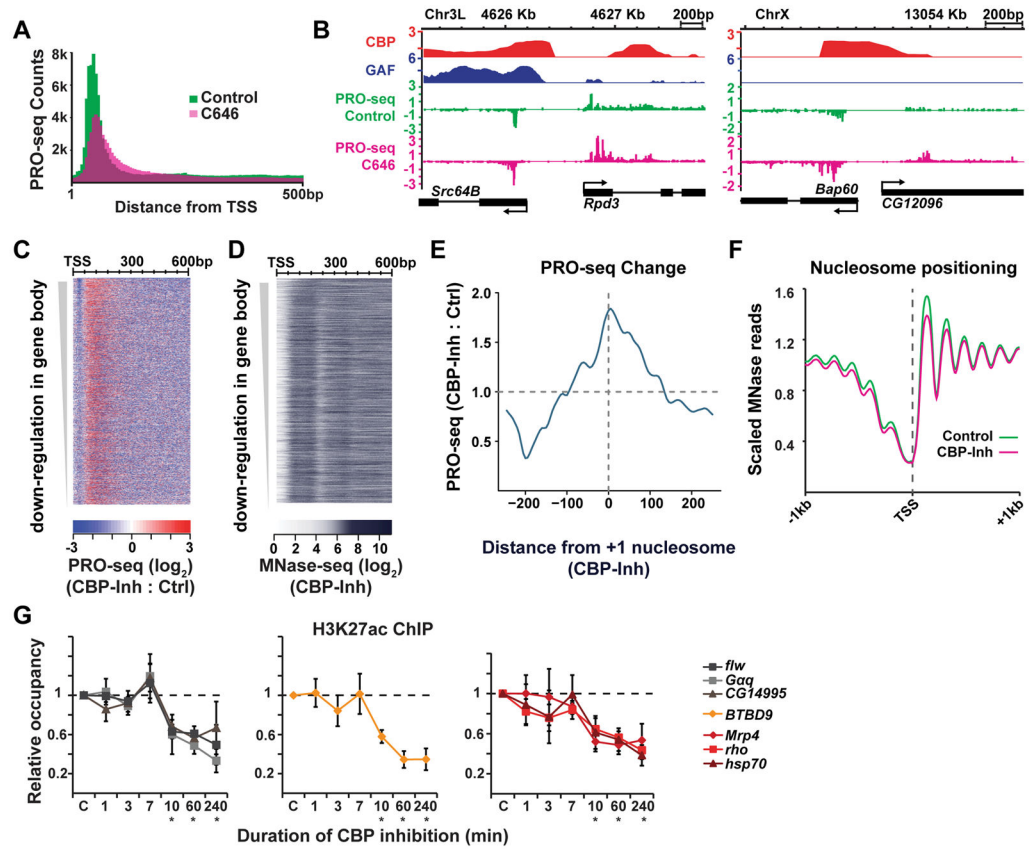 A
PRO-seq Counts
8k
6k
4k
2k
Control
C646
1
500bp
Distance from TSS
B
Chr3L
4626 Kb
4627 Kb
200bp
CBP
3
GAF
6
PRO-seq
Control
3
1
-1
-3
PRO-seq
C646
3
1
-1
-3
Src64B
Rpd3
ChrX
13054 Kb
200bp
3
6
2
1
-1
-2
2
1
-1
-2
Bap60
CG12096
C
TSS
300
600bp
down-regulation in gene body
-3
0
3
PRO-seq (log2)
(CBP-Inh : Ctrl)
D
TSS
300
600bp
down-regulation in gene body
0 2 4 6 8 10
MNase-seq (log2)
(CBP-Inh)
E
PRO-seq Change
PRO-seq (CBP-Inh : Ctrl)
2.0
1.5
1.0
0.5
-200 -100 0 100 200
Distance from +1 nucleosome
(CBP-Inh)
F
Nucleosome positioning
Scaled MNase reads
1.6
1.2
0.8
0.4
Control
CBP-Inh
-1kb
TSS
+1kb
G
H3K27ac ChIP
Relative occupancy
1
0.6
0.2
C 1 3 7 10 60 240
* * *
1
0.6
0.2
C 1 3 7 10 60 240
* * *
1
0.6
0.2
C 1 3 7 10 60 240
* * *
Duration of CBP inhibition (min)
flw
Gαq
CG14995
BTBD9
Mrp4
rho
hsp70